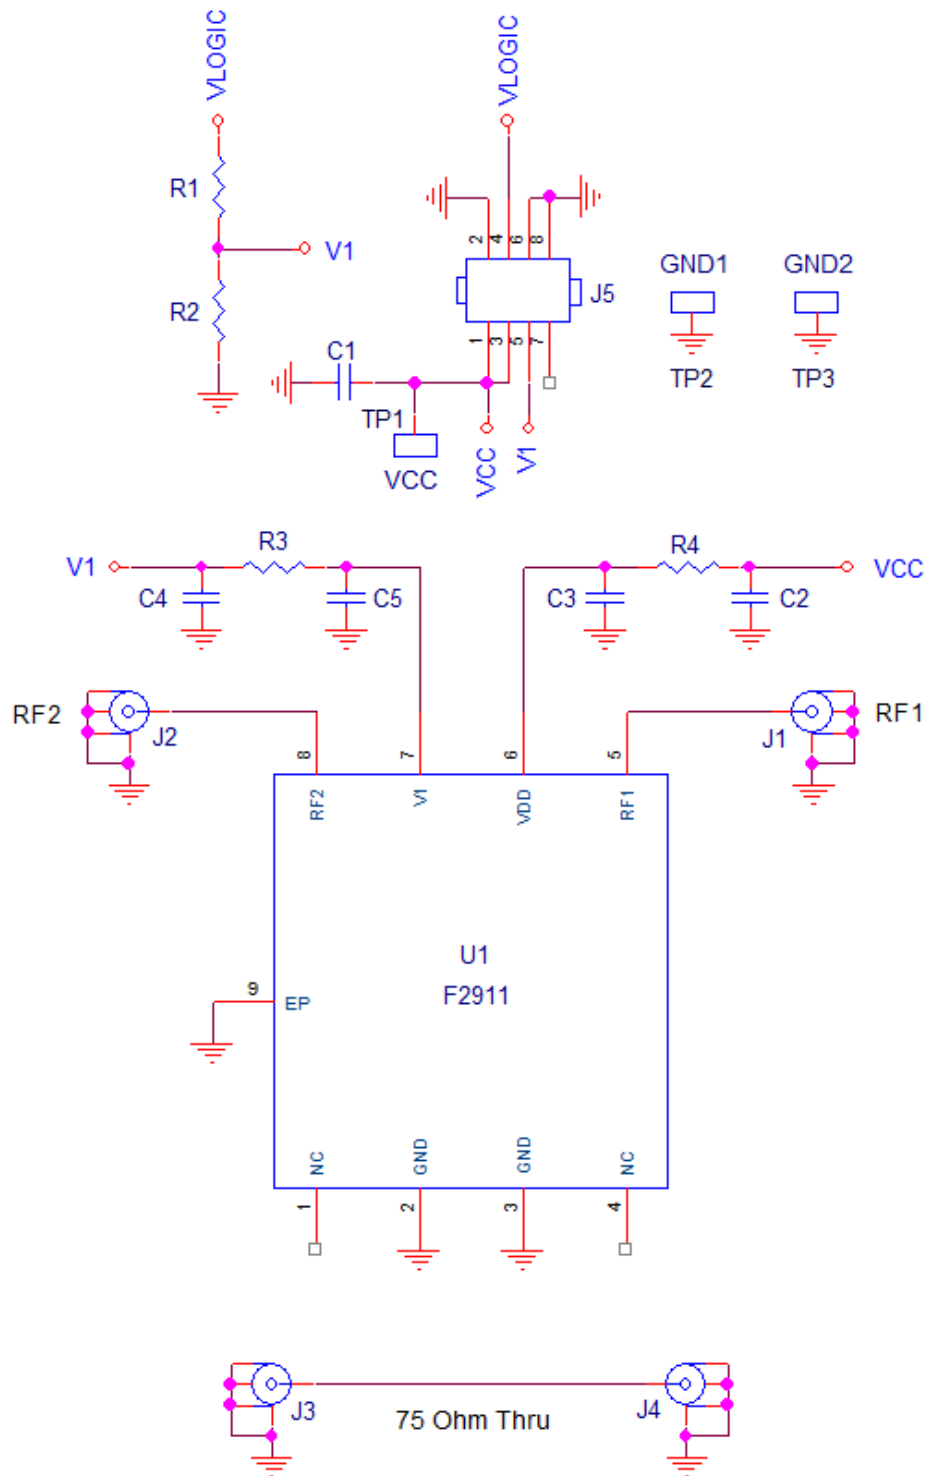 VLOGIC
VLOGIC
R1
V1
R2
2
4
6
8
J5
1
3
5
7
GND1
GND2
TP2
TP3
C1
TP1
VCC
VCC
V1
V1
R3
C4
C5
R4
VCC
C3
C2
RF2
J2
J1
RF1
8
7
6
5
RF2
V1
VDD
RF1
U1
F2911
9
EP
NC
GND
GND
NC
1
2
3
4
J3
75 Ohm Thru
J4